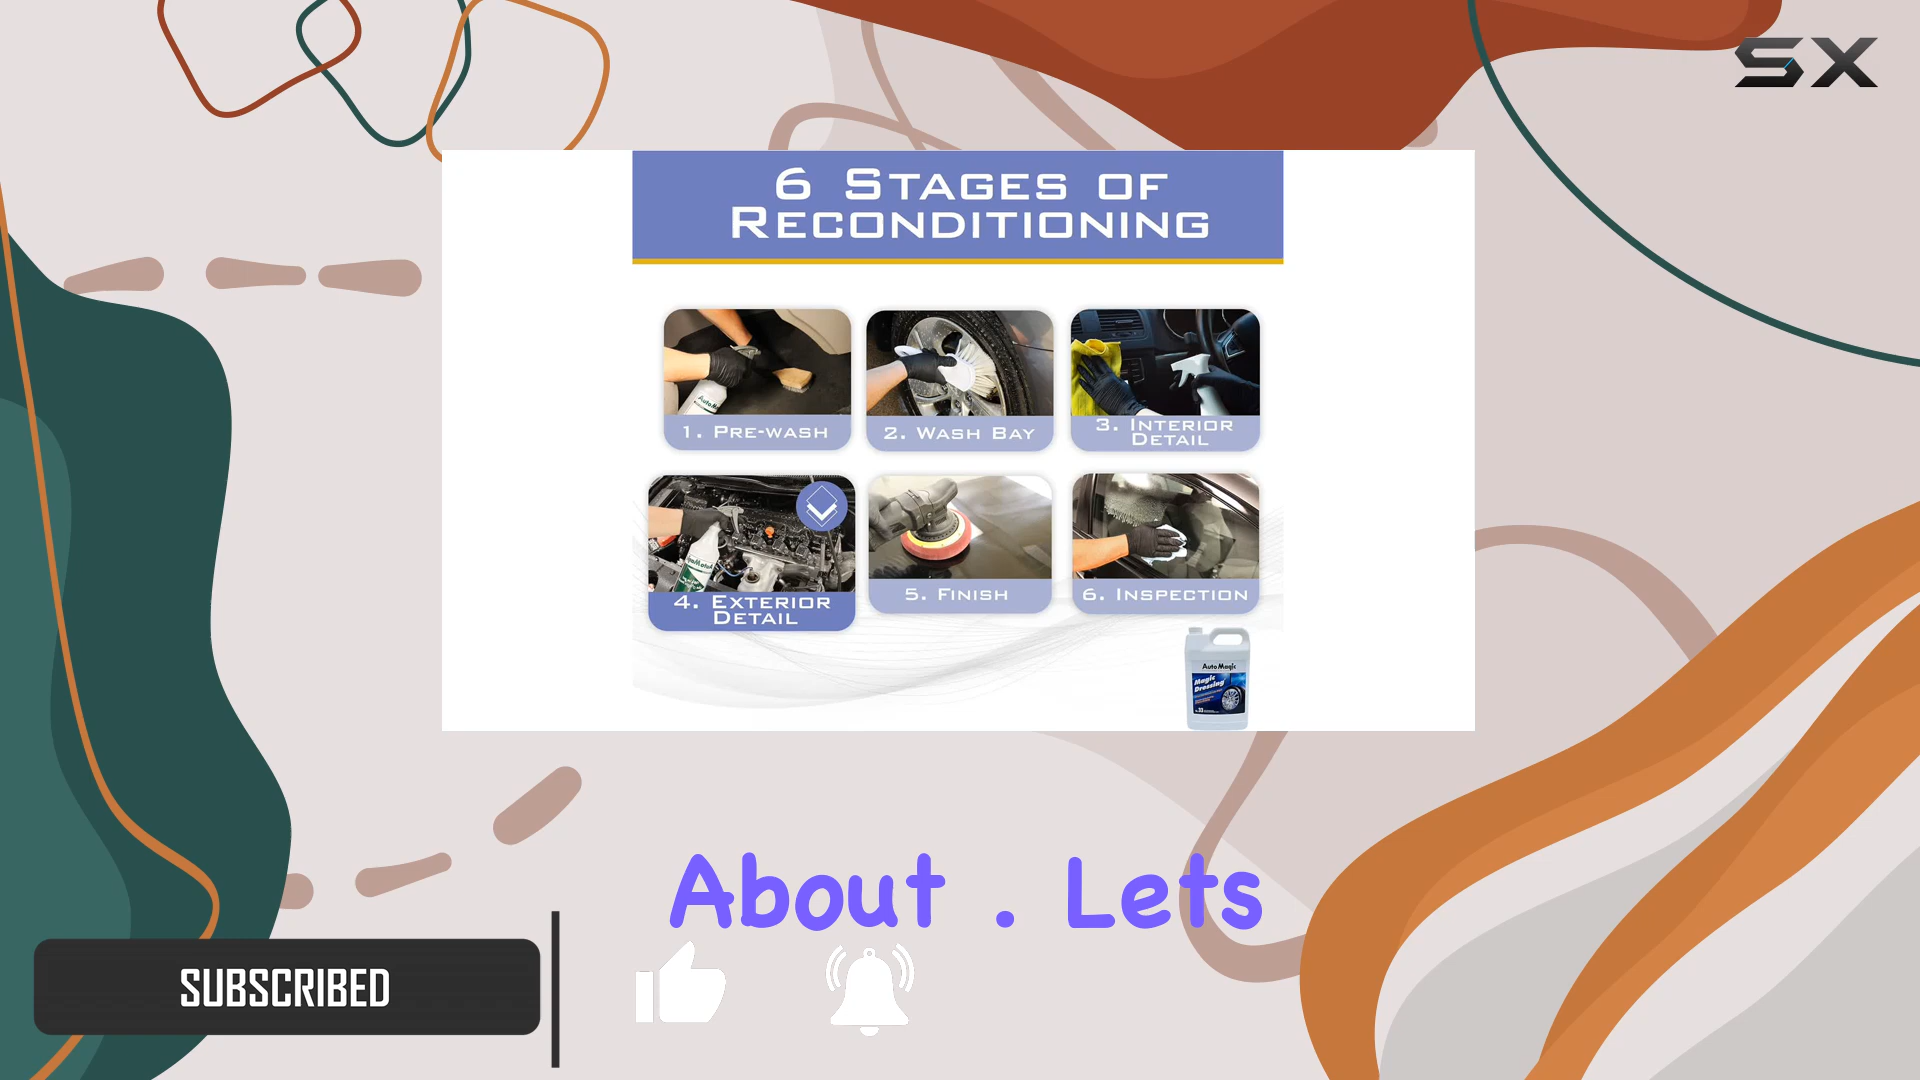 SX
6 STAGES OF
RECONDITIONING
1. PRE-WASH
2. WASH BAY
3. INTERIOR
DETAIL
4. EXTERIOR
DETAIL
5. FINISH
6. INSPECTION
Auto Magic
Magic
Dressing
33
About . Lets
SUBSCRIBED